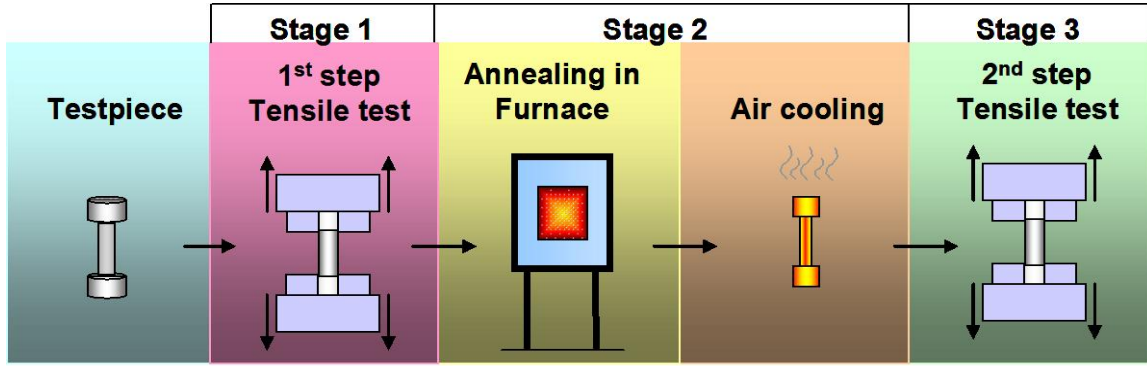 Stage 1
Stage 2
Stage 3
Testpiece
1st step
Tensile test
Annealing in
Furnace
Air cooling
2nd step
Tensile test